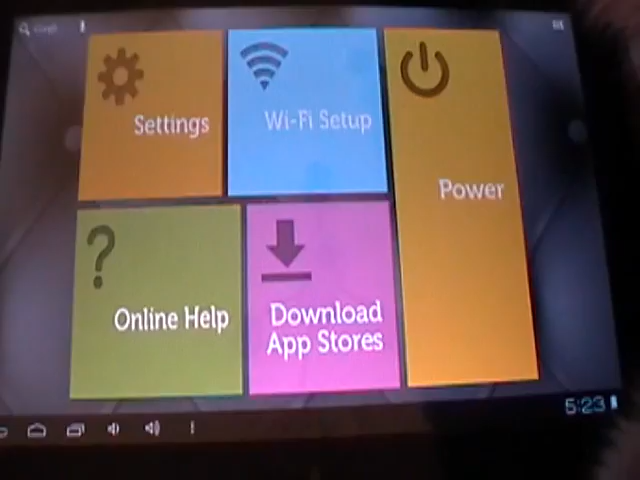 Settings
Wi-Fi Setup
Power
Online Help
Download
App Stores
5:23